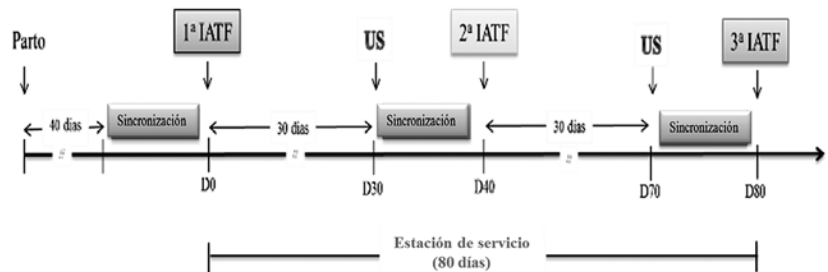 Parto
1ª IATF
US
2ª IATF
US
3ª IATF
40 días
Sincronización
30 días
Sincronización
30 días
Sincronización
D0
D30
D40
D70
D80
Estación de servicio
(80 días)